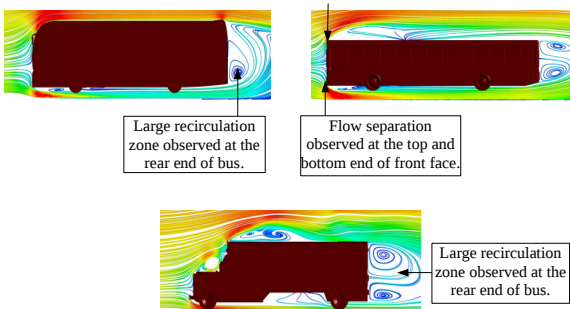 Large recirculation
zone observed at the
rear end of bus.
Flow separation
observed at the top and
bottom end of front face.
Large recirculation
zone observed at the
rear end of bus.